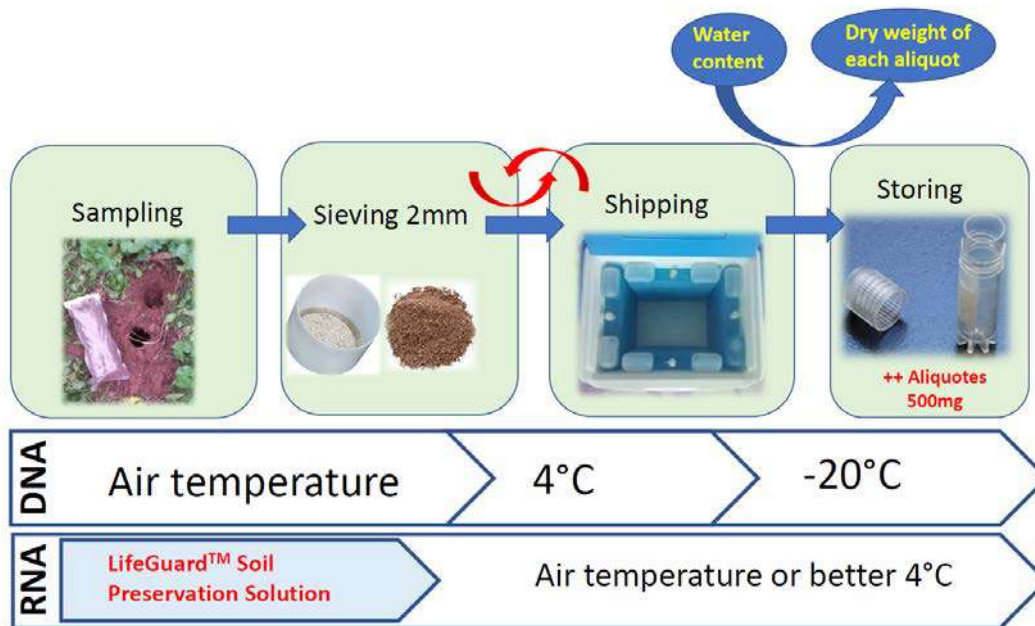 Water
content
Dry weight of
each aliquot
Sampling
Sieving 2mm
Shipping
Storing
++ Aliquotes
500mg
DNA
Air temperature
4°C
-20°C
RNA
LifeGuard™ Soil
Preservation Solution
Air temperature or better 4°C